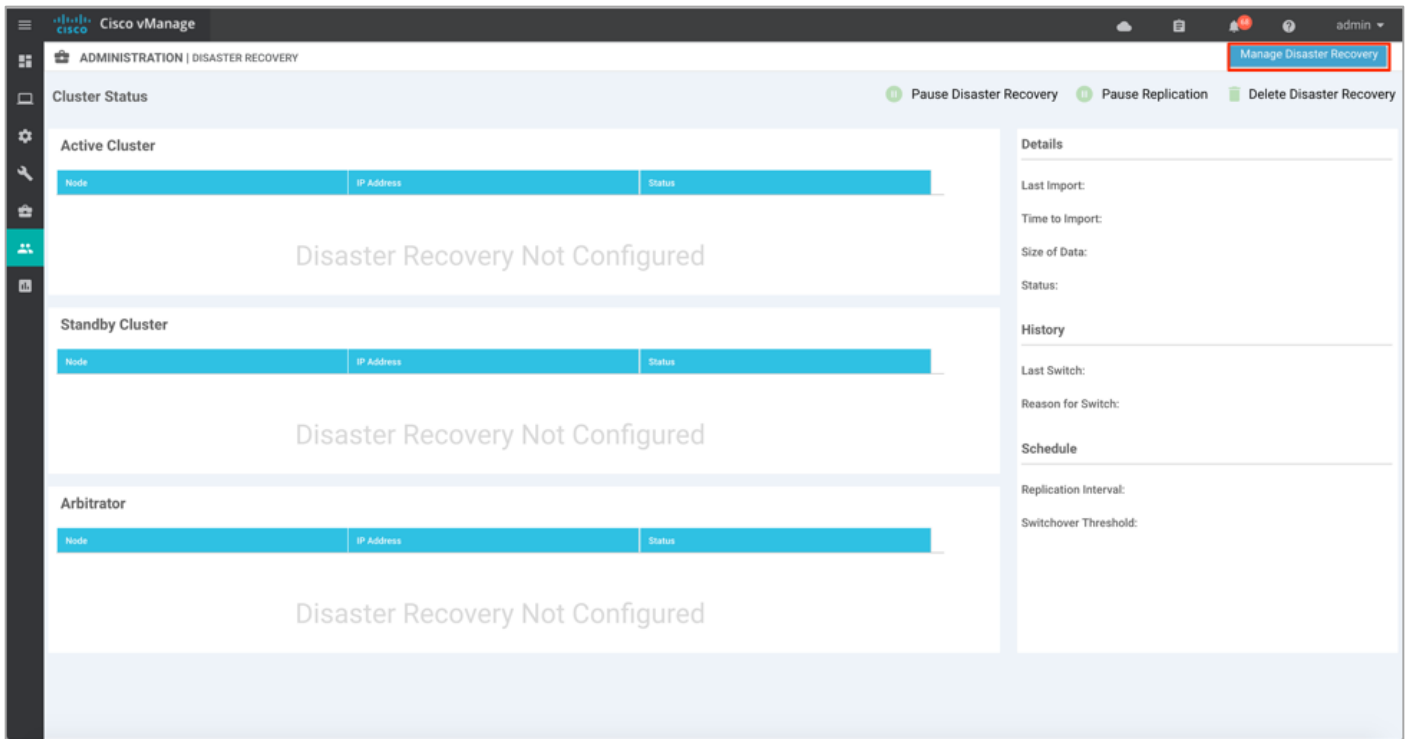 CISCO Cisco vManage
admin
ADMINISTRATION | DISASTER RECOVERY
Manage Disaster Recovery
Cluster Status
Pause Disaster Recovery
Pause Replication
Delete Disaster Recovery
Active Cluster
Node IP Address Status
Disaster Recovery Not Configured
Standby Cluster
Node IP Address Status
Disaster Recovery Not Configured
Arbitrator
Node IP Address Status
Disaster Recovery Not Configured
Details
Last Import:
Time to Import:
Size of Data:
Status:
History
Last Switch:
Reason for Switch:
Schedule
Replication Interval:
Switchover Threshold: